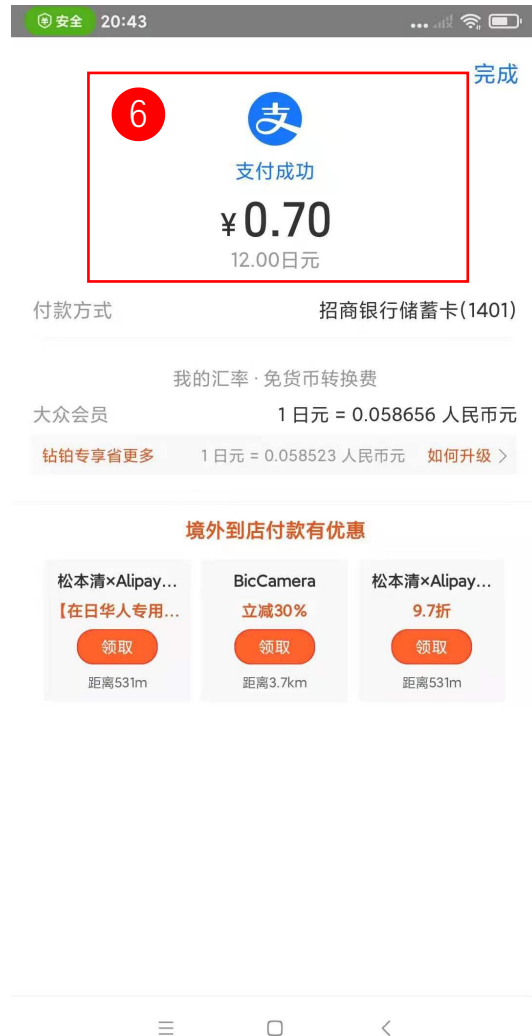 安全 20:43
完成
6
支
支付成功
¥0.70
12.00日元
付款方式 招商银行储蓄卡(1401)
我的汇率·免货币转换费
大众会员 1日元 = 0.058656 人民币元
钻铂专享省更多 1日元 = 0.058523 人民币元 如何升级
境外到店付款有优惠
松本清×Alipay... BicCamera 松本清×Alipay...
【在日华人专用... 立减30% 9.7折
领取 领取 领取
距离531m 距离3.7km 距离531m